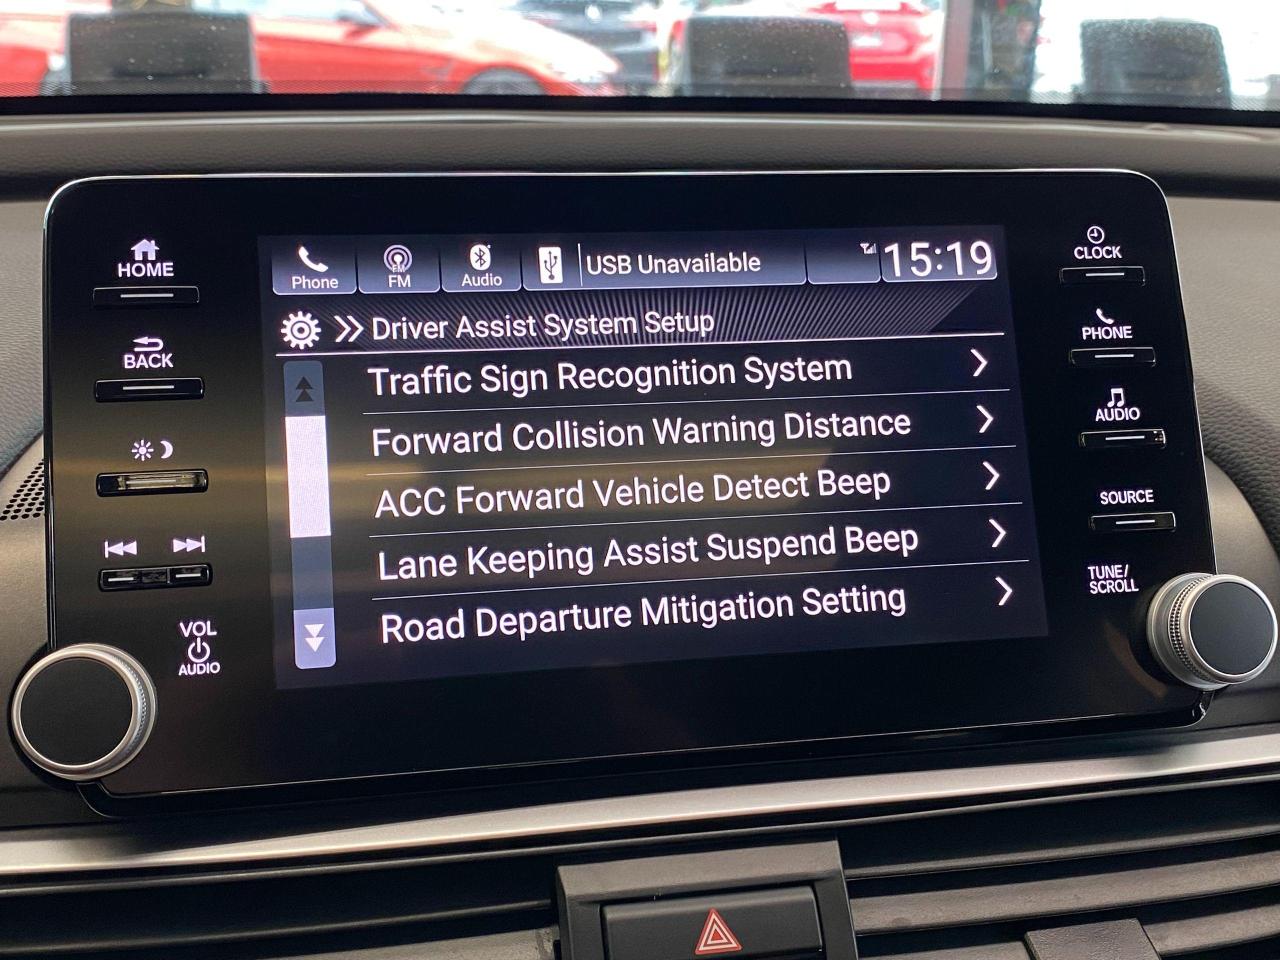 HOME
BACK
VOL
AUDIO
Phone
FM
FM
Audio
USB Unavailable
15:19
Driver Assist System Setup
Traffic Sign Recognition System
Forward Collision Warning Distance
ACC Forward Vehicle Detect Beep
Lane Keeping Assist Suspend Beep
Road Departure Mitigation Setting
CLOCK
PHONE
AUDIO
SOURCE
TUNE/
SCROLL